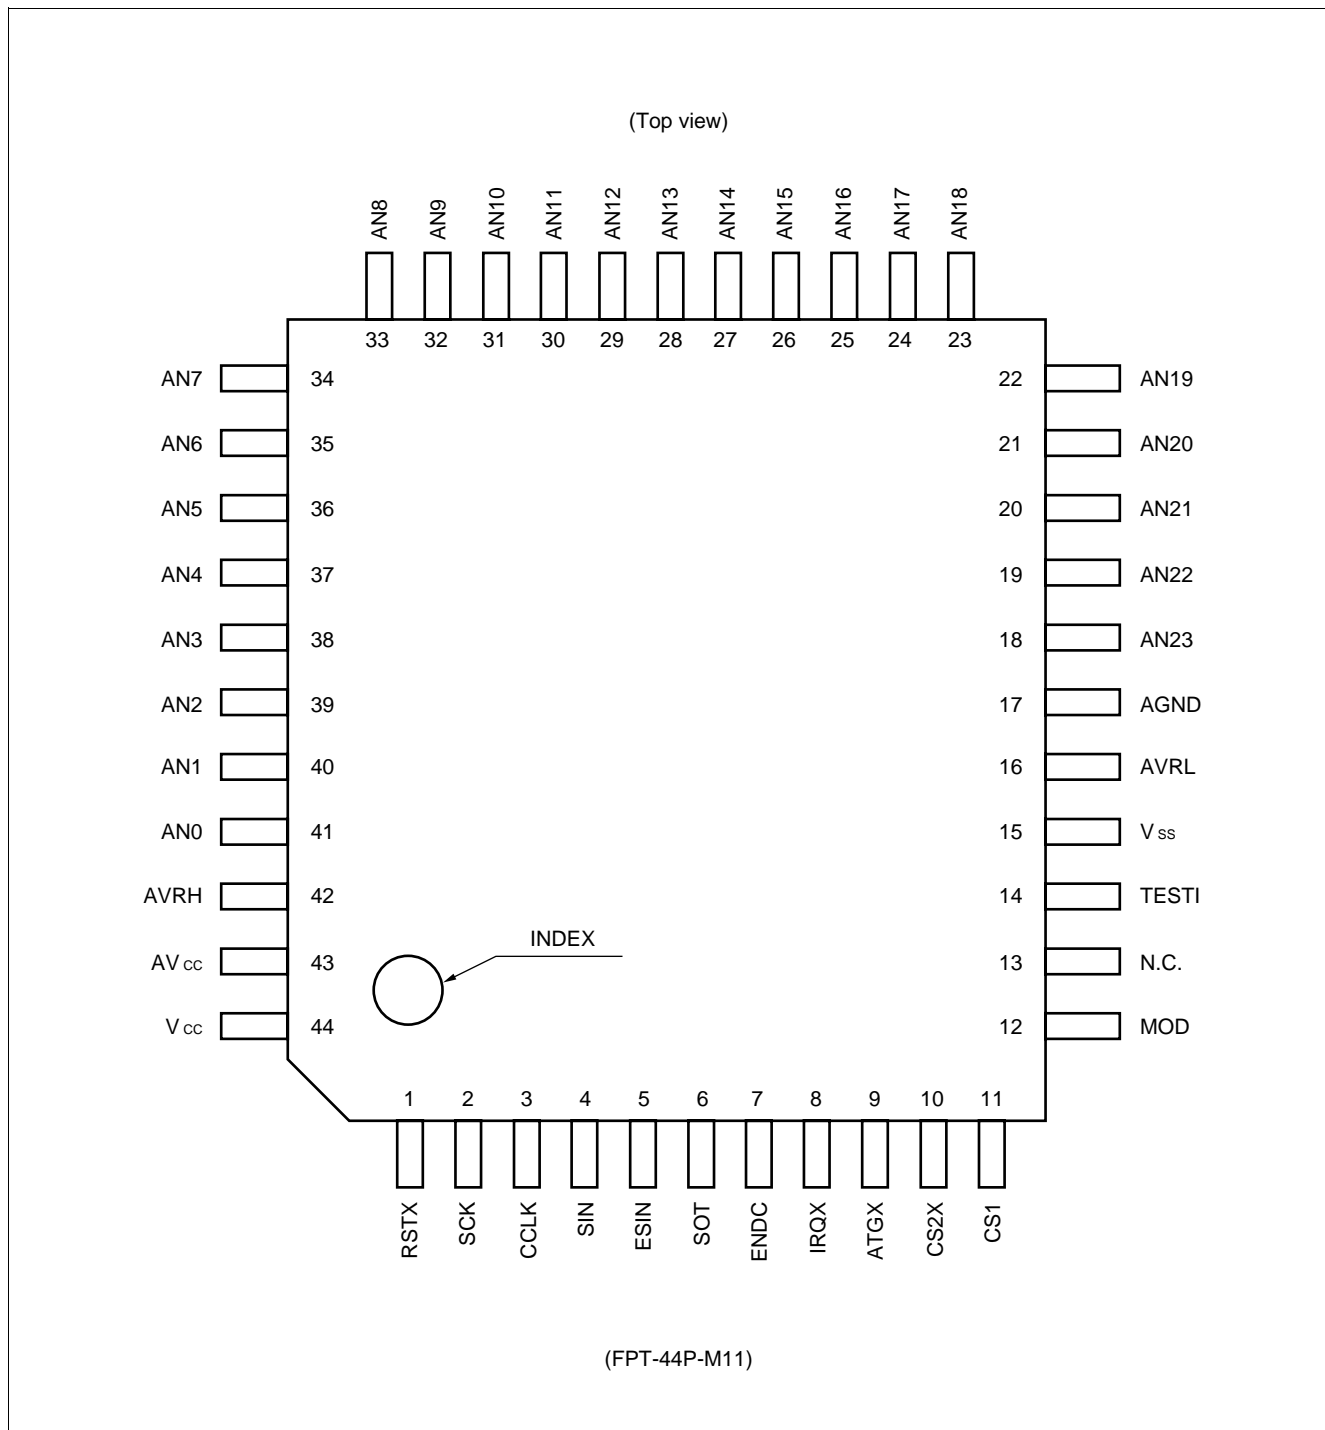 (Top view)
AN8 AN9 AN10 AN11 AN12 AN13 AN14 AN15 AN16 AN17 AN18
33 32 31 30 29 28 27 26 25 24 23
AN7 34 22 AN19
AN6 35 21 AN20
AN5 36 20 AN21
AN4 37 19 AN22
AN3 38 18 AN23
AN2 39 17 AGND
AN1 40 16 AVRL
AN0 41 15 Vss
AVRH 42 14 TESTI
INDEX
AVcc 43 13 N.C.
Vcc 44 12 MOD
1 2 3 4 5 6 7 8 9 10 11
RSTX SCK CCLK SIN ESIN SOT ENDC IRQX ATGX CS2X CS1
(FPT-44P-M11)